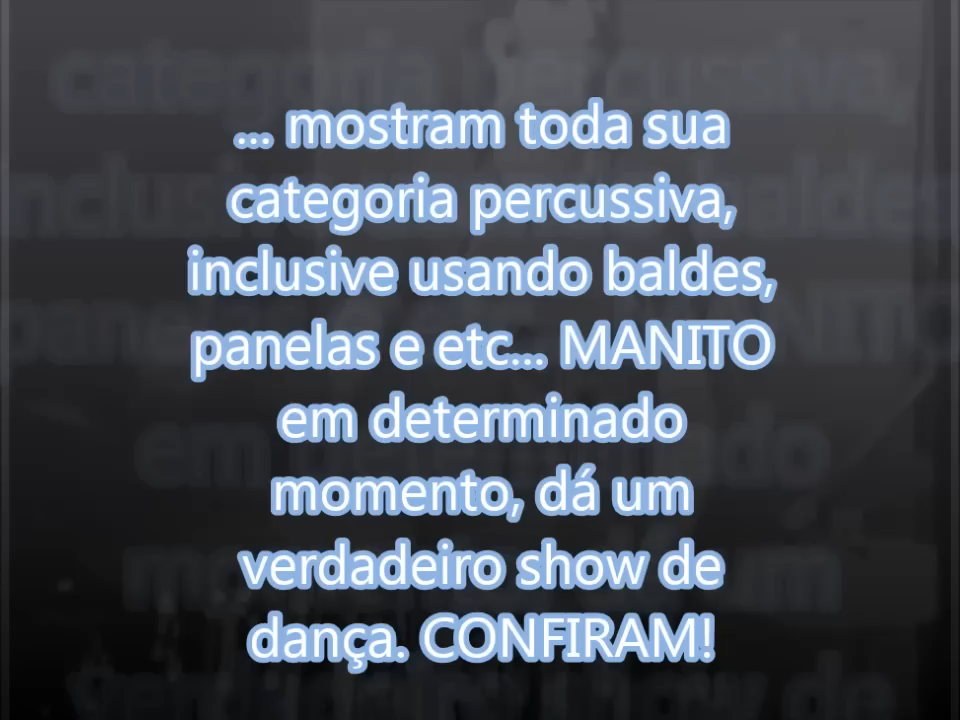 ... mostram toda sua
categoria percussiva,
inclusive usando baldes,
panelas e etc... MANITO
em determinado
momento, dá um
verdadeiro show de
dança. CONFIRAM!